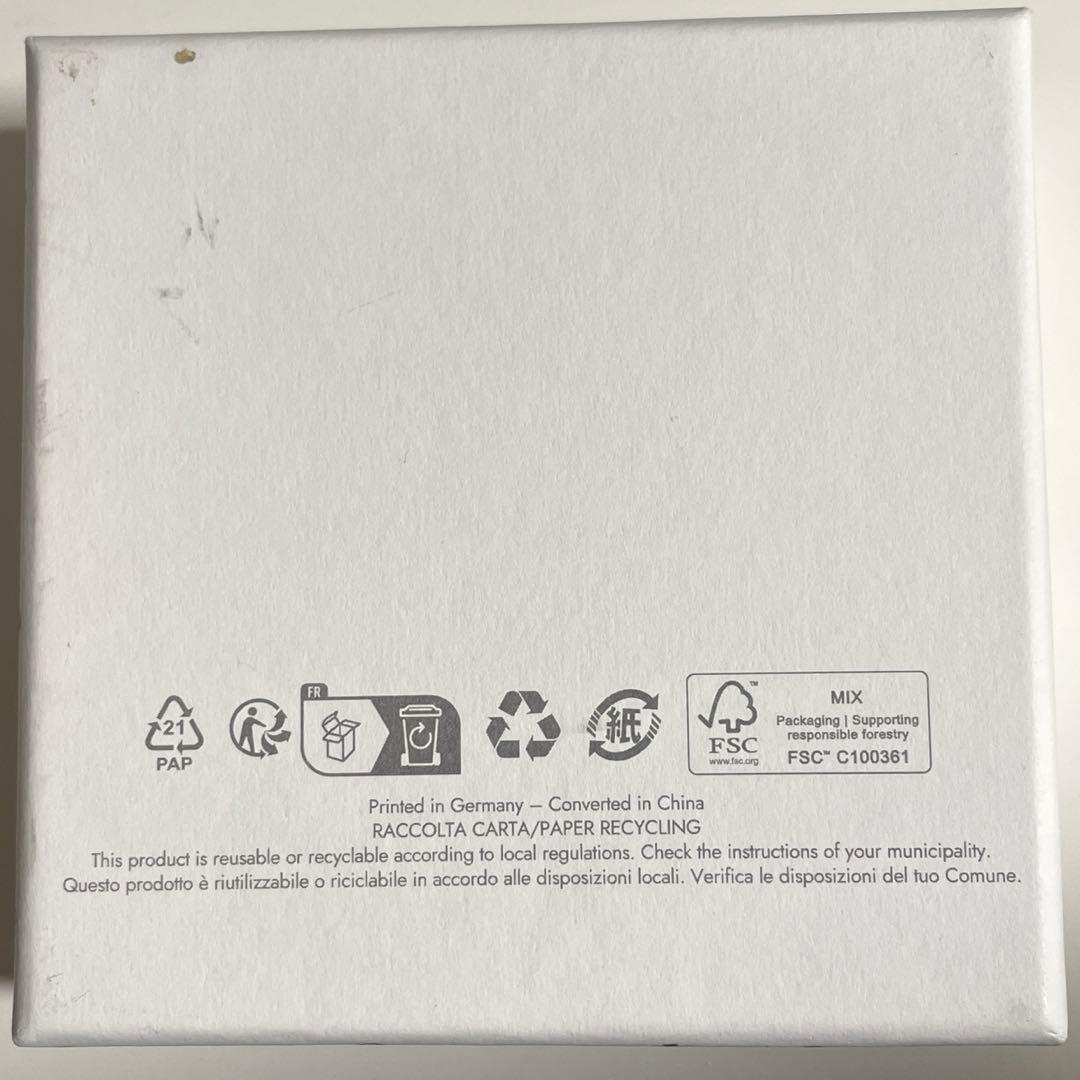 21
PAP
FR
紙
FSC™
www.fsc.org
MIX
Packaging | Supporting
responsible forestry
FSC™ C100361
Printed in Germany – Converted in China
RACCOLTA CARTA/PAPER RECYCLING
This product is reusable or recyclable according to local regulations. Check the instructions of your municipality.
Questo prodotto è riutilizzabile o riciclabile in accordo alle disposizioni locali. Verifica le disposizioni del tuo Comune.